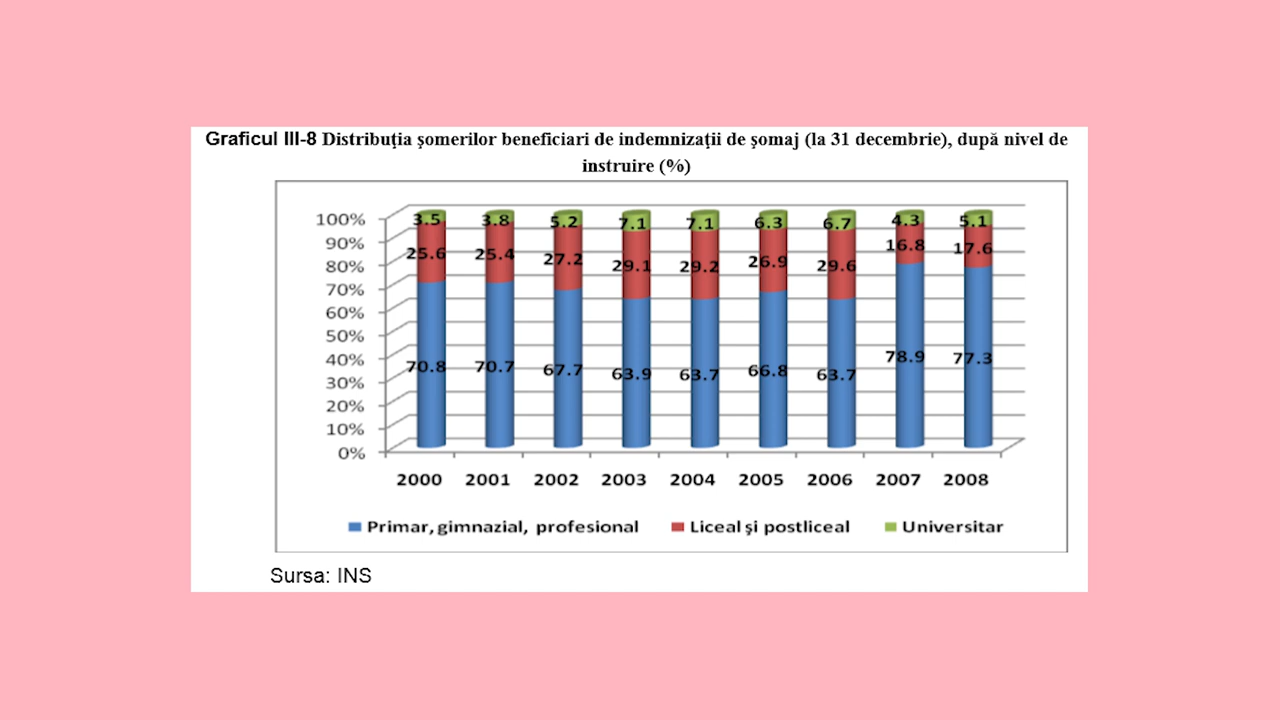 Graficul III-8 Distribuţia şomerilor beneficiari de indemnizaţii de şomaj (la 31 decembrie), după nivel de
instruire (%)
100% 3.5 3.8 5.2 7.1 7.1 6.3 6.7 4.3 5.1
90%
80% 25.6 25.4 27.2 29.1 29.2 26.9 29.6 16.8 17.6
70%
60%
50%
40% 70.8 70.7 67.7 63.9 63.7 66.8 63.7 78.9 77.3
30%
20%
10%
0%
2000 2001 2002 2003 2004 2005 2006 2007 2008
Primar, gimnazial, profesional Liceal şi postliceal Universitar
Sursa: INS